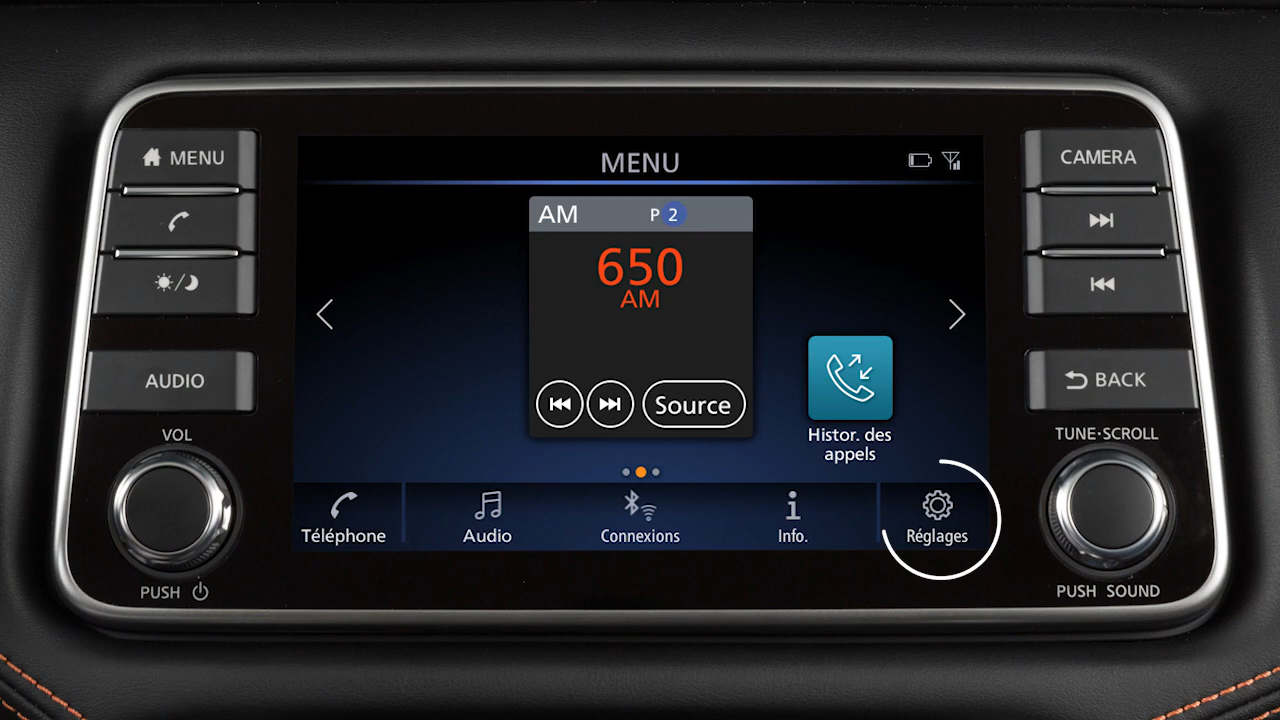 MENU
MENU
CAMERA
AM P 2
650
AM
AUDIO
BACK
Source
VOL
Histor. des
appels
TUNE·SCROLL
Téléphone
Audio
Connexions
Info.
Réglages
PUSH
PUSH SOUND